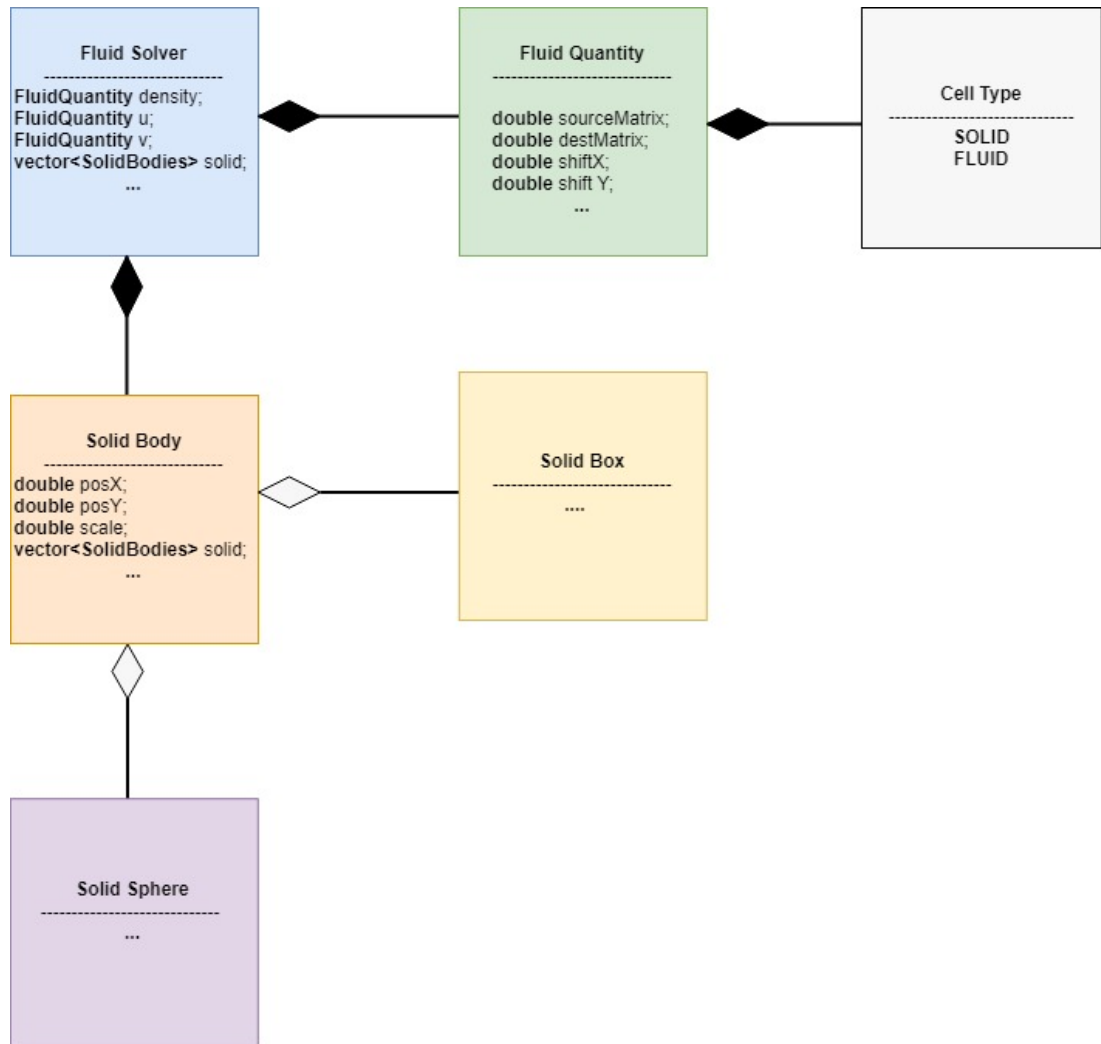 Fluid Solver
-----------------------------
FluidQuantity density;
FluidQuantity u;
FluidQuantity v;
vector<SolidBodies> solid;
...
Fluid Quantity
-----------------------------
double sourceMatrix;
double destMatrix;
double shiftX;
double shift Y;
...
Cell Type
------------------------------
SOLID
FLUID
Solid Body
-----------------------------
double posX;
double posY;
double scale;
vector<SolidBodies> solid;
...
Solid Box
-----------------------------
....
Solid Sphere
-----------------------------
...